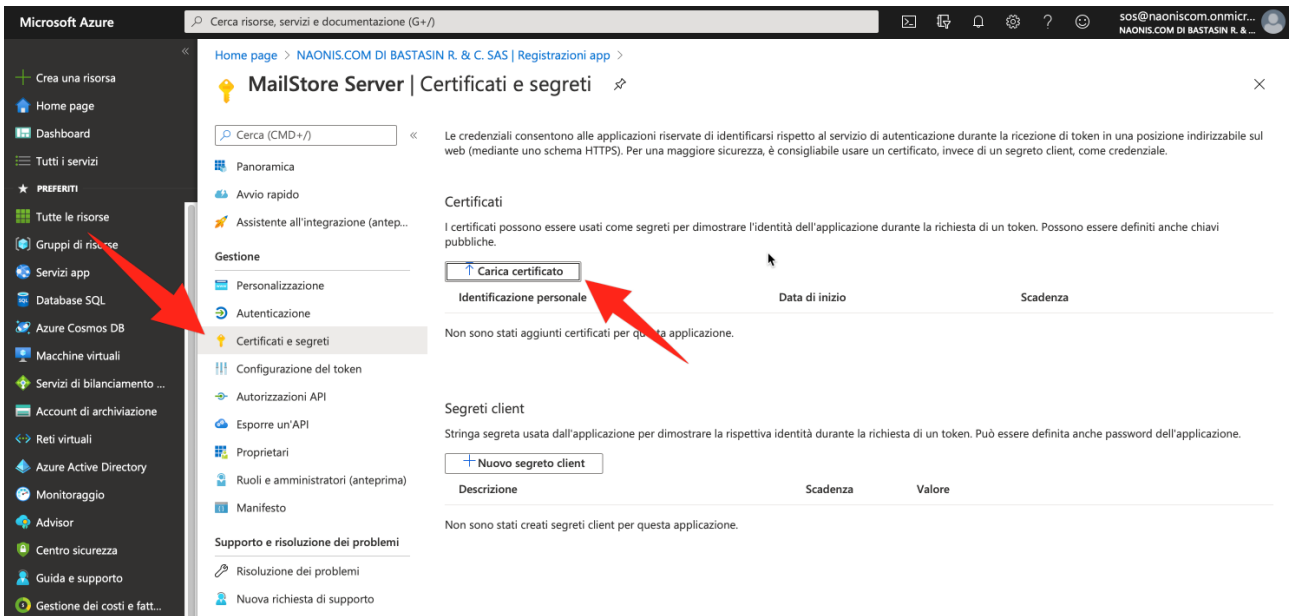 Microsoft Azure
Cerca risorse, servizi e documentazione (G+/)
sos@naoniscom.onmicr...
NAONIS.COM DI BASTASIN R. & ...
Crea una risorsa
Home page
Dashboard
Tutti i servizi
PREFERITI
Tutte le risorse
Gruppi di risorse
Servizi app
Database SQL
Azure Cosmos DB
Macchine virtuali
Servizi di bilanciamento ...
Account di archiviazione
Reti virtuali
Azure Active Directory
Monitoraggio
Advisor
Centro sicurezza
Guida e supporto
Gestione dei costi e fatt...
Home page > NAONIS.COM DI BASTASIN R. & C. SAS | Registrazioni app >
MailStore Server | Certificati e segreti
Cerca (CMD+/)
Panoramica
Avvio rapido
Assistente all'integrazione (antep...
Gestione
Personalizzazione
Autenticazione
Certificati e segreti
Configurazione del token
Autorizzazioni API
Esporre un'API
Proprietari
Ruoli e amministratori (anteprima)
Manifesto
Supporto e risoluzione dei problemi
Risoluzione dei problemi
Nuova richiesta di supporto
Le credenziali consentono alle applicazioni riservate di identificarsi rispetto al servizio di autenticazione durante la ricezione di token in una posizione indirizzabile sul
web (mediante uno schema HTTPS). Per una maggiore sicurezza, è consigliabile usare un certificato, invece di un segreto client, come credenziale.
Certificati
I certificati possono essere usati come segreti per dimostrare l'identità dell'applicazione durante la richiesta di un token. Possono essere definiti anche chiavi
pubbliche.
Carica certificato
Identificazione personale Data di inizio Scadenza
Non sono stati aggiunti certificati per questa applicazione.
Segreti client
Stringa segreta usata dall'applicazione per dimostrare la rispettiva identità durante la richiesta di un token. Può essere definita anche password dell'applicazione.
Nuovo segreto client
Descrizione Scadenza Valore
Non sono stati creati segreti client per questa applicazione.